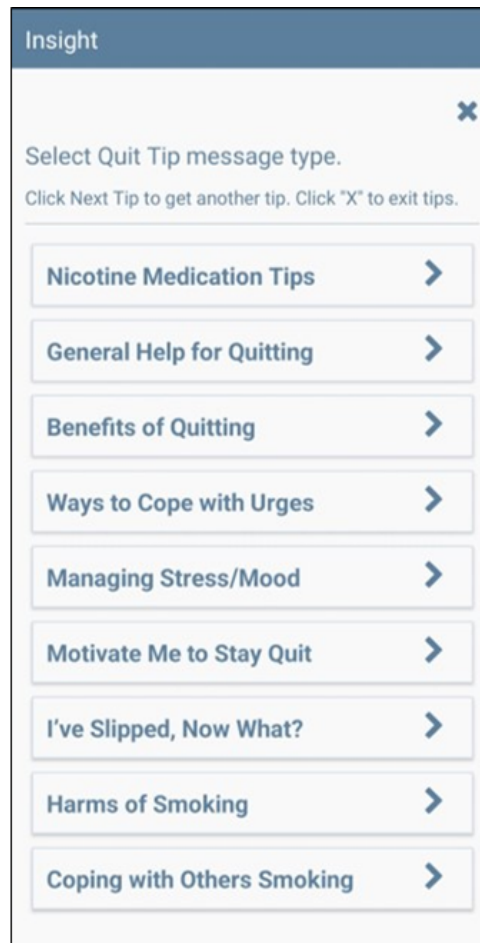 Insight
Select Quit Tip message type.
Click Next Tip to get another tip. Click "X" to exit tips.
Nicotine Medication Tips
General Help for Quitting
Benefits of Quitting
Ways to Cope with Urges
Managing Stress/Mood
Motivate Me to Stay Quit
I've Slipped, Now What?
Harms of Smoking
Coping with Others Smoking